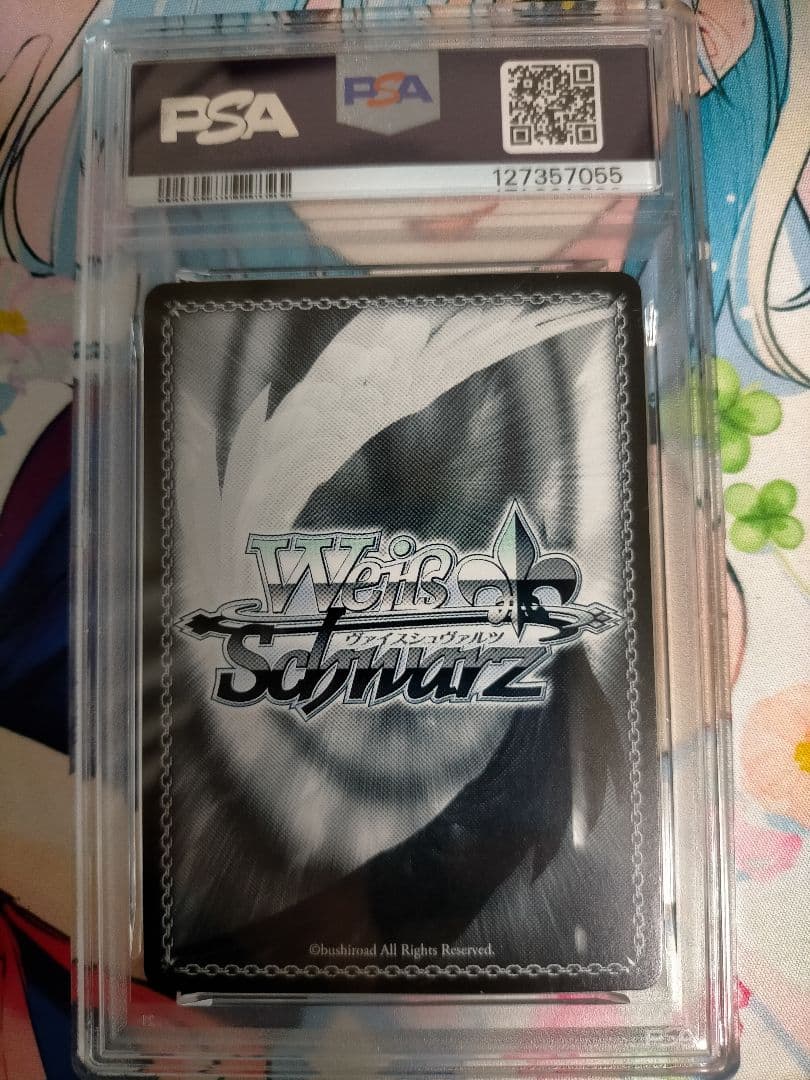 PSA
PSA
127357055
Weiß
ヴァイスシュヴァルツ
Schwarz
©bushiroad All Rights Reserved.
PSA